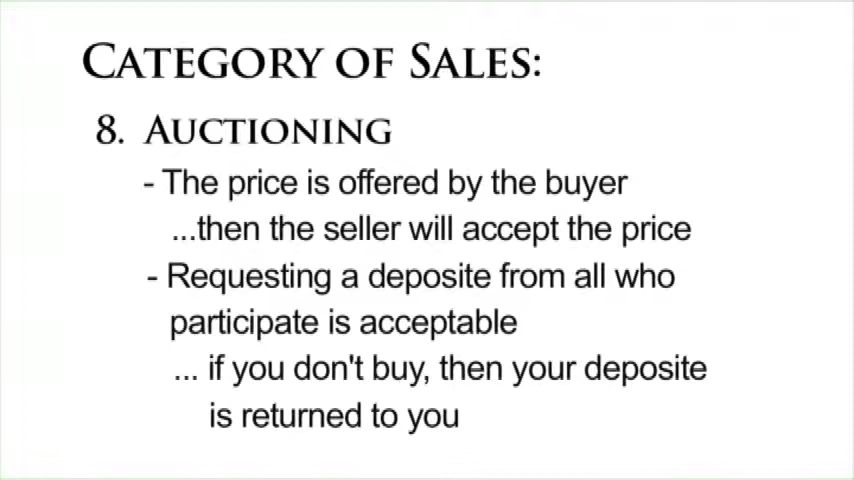 CATEGORY OF SALES:
8. AUCTIONING
- The price is offered by the buyer
...then the seller will accept the price
- Requesting a deposite from all who
participate is acceptable
... if you don't buy, then your deposite
is returned to you